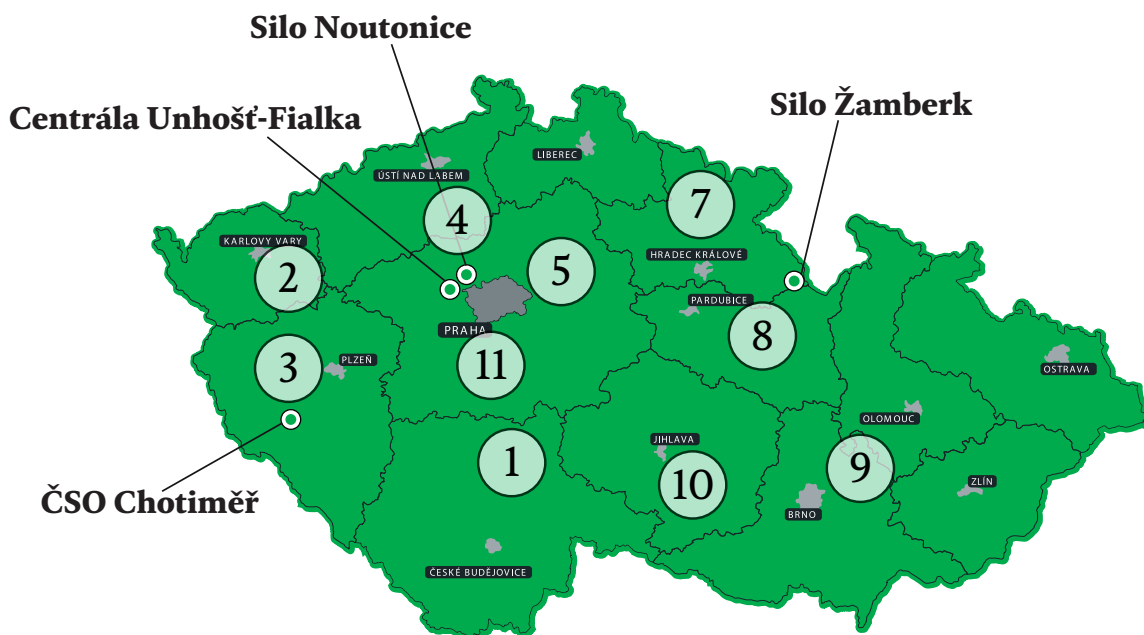 Silo Noutonice
Centrála Unhošť-Fialka
Silo Žamberk
LIBEREC
ÚSTÍ NAD LABEM
7
4
KARLOVY VARY
HRADEC KRÁLOVÉ
5
2
PARDUBICE
PRAHA
8
3
PLZEŇ
11
OSTRAVA
OLOMOUC
ČSO Chotiměř
JIHLAVA
1
9
10
ZLÍN
BRNO
ČESKÉ BUDĚJOVICE